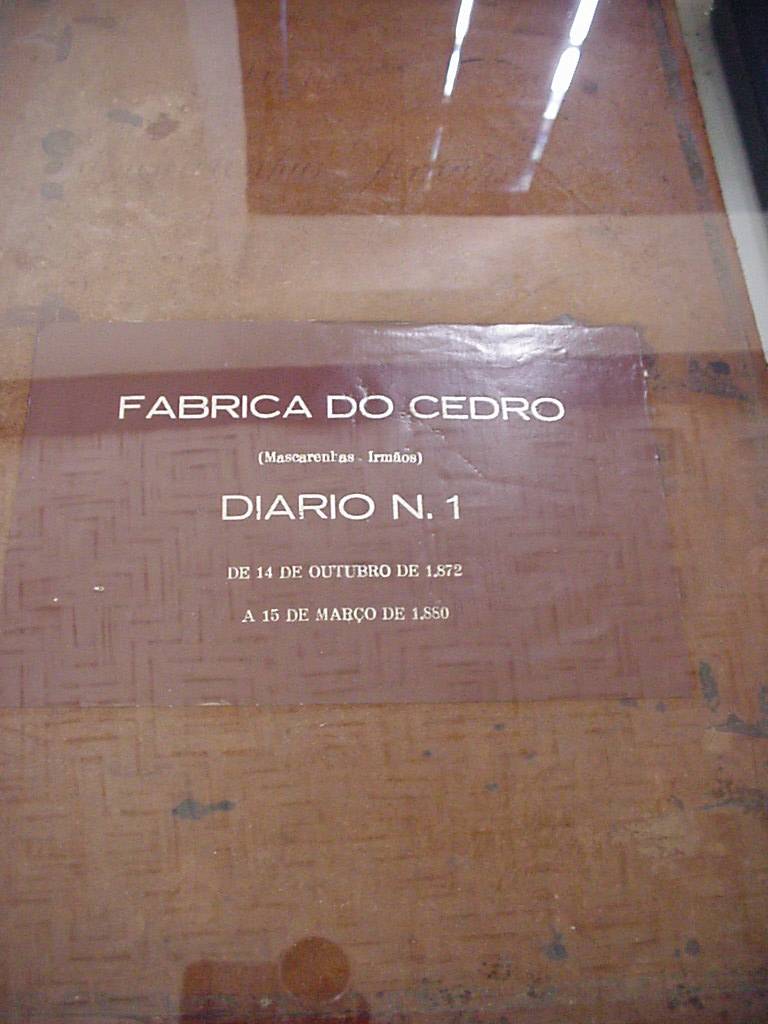 FABRICA DO CEDRO
(Mascarenhas - Irmãos)
DIARIO N. 1
DE 14 DE OUTUBRO DE 1.872
A 15 DE MARÇO DE 1.880